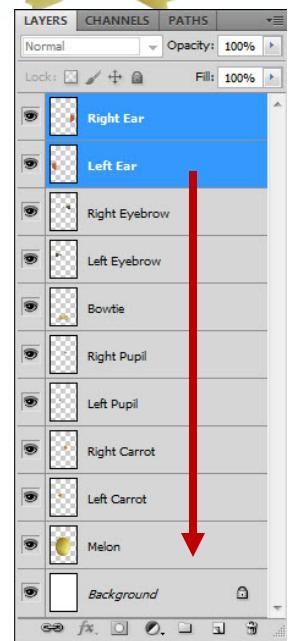 LAYERS CHANNELS PATHS
Normal Opacity: 100%
Lock: Fill: 100%
Right Ear
Left Ear
Right Eyebrow
Left Eyebrow
Bowtie
Right Pupil
Left Pupil
Right Carrot
Left Carrot
Melon
Background
fx.